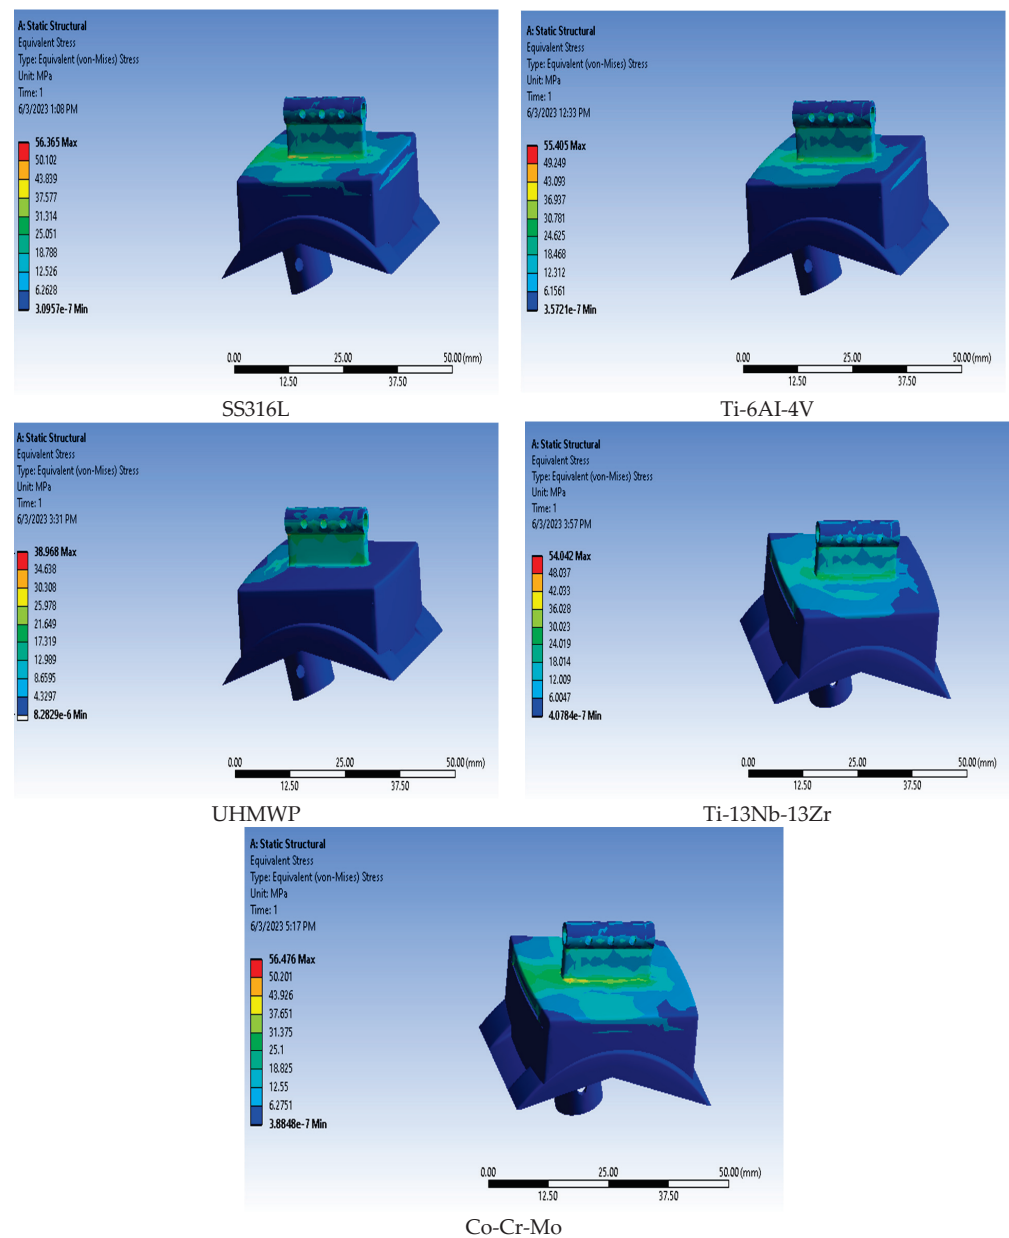 A: Static Structural
Equivalent Stress
Type: Equivalent (von-Mises) Stress
Unit: MPa
Time: 1
6/3/2023 1:08 PM
56.365 Max
50.102
43.839
37.577
31.314
25.051
18.788
12.526
6.2628
3.0957e-7 Min
0.00 25.00 50.00 (mm)
12.50 37.50
SS316L
A: Static Structural
Equivalent Stress
Type: Equivalent (von-Mises) Stress
Unit: MPa
Time: 1
6/3/2023 12:33 PM
55.405 Max
49.249
43.093
36.937
30.781
24.625
18.468
12.312
6.1561
3.5721e-7 Min
0.00 25.00 50.00 (mm)
12.50 37.50
Ti-6AI-4V
A: Static Structural
Equivalent Stress
Type: Equivalent (von-Mises) Stress
Unit: MPa
Time: 1
6/3/2023 3:31 PM
38.968 Max
34.638
30.308
25.978
21.649
17.319
12.989
8.6595
4.3297
8.2829e-6 Min
0.00 25.00 50.00 (mm)
12.50 37.50
UHMWP
A: Static Structural
Equivalent Stress
Type: Equivalent (von-Mises) Stress
Unit: MPa
Time: 1
6/3/2023 3:57 PM
54.042 Max
48.037
42.033
36.028
30.023
24.019
18.014
12.009
6.0047
4.0784e-7 Min
0.00 25.00 50.00 (mm)
12.50 37.50
Ti-13Nb-13Zr
A: Static Structural
Equivalent Stress
Type: Equivalent (von-Mises) Stress
Unit: MPa
Time: 1
6/3/2023 5:17 PM
56.476 Max
50.201
43.926
37.651
31.375
25.1
18.825
12.55
6.2751
3.8848e-7 Min
0.00 25.00 50.00 (mm)
12.50 37.50
Co-Cr-Mo